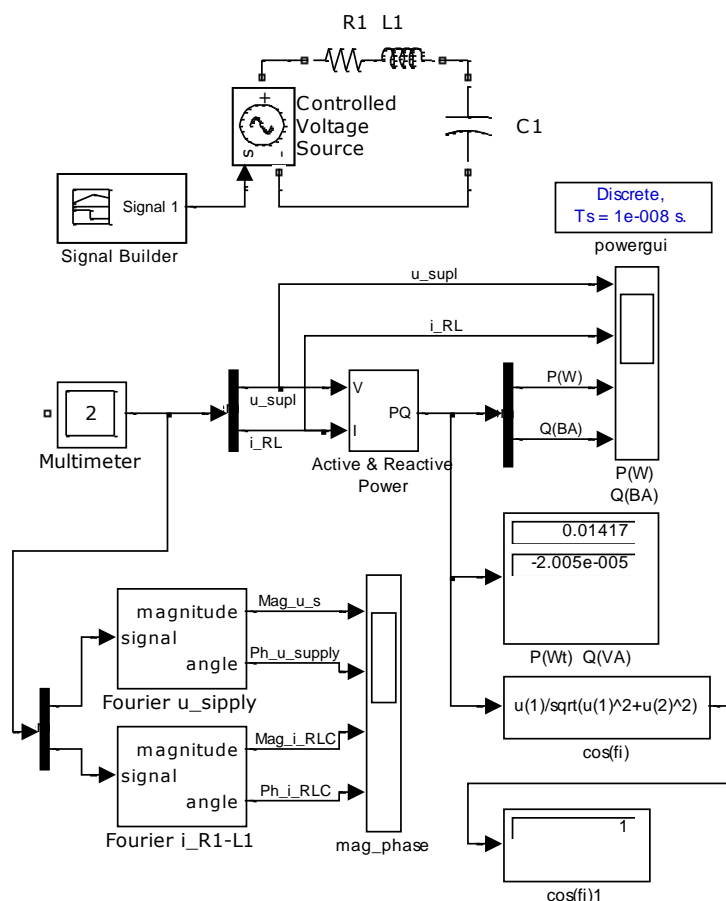 R1 L1
+
Controlled
Voltage
Source
s
-
C1
Signal 1
Signal Builder
Discrete,
Ts = 1e-008 s.
powergui
u_supl
i_RL
2
Multimeter
u_supl
i_RL
V
I
PQ
Active & Reactive
Power
P(W)
Q(BA)
P(W)
Q(BA)
0.01417
-2.005e-005
P(Wt) Q(VA)
magnitude
signal
angle
Fourier u_sipply
Mag_u_s
Ph_u_supply
magnitude
signal
angle
Fourier i_R1-L1
Mag_i_RLC
Ph_i_RLC
mag_phase
u(1)/sqrt(u(1)^2+u(2)^2)
cos(fi)
1
cos(fi)1